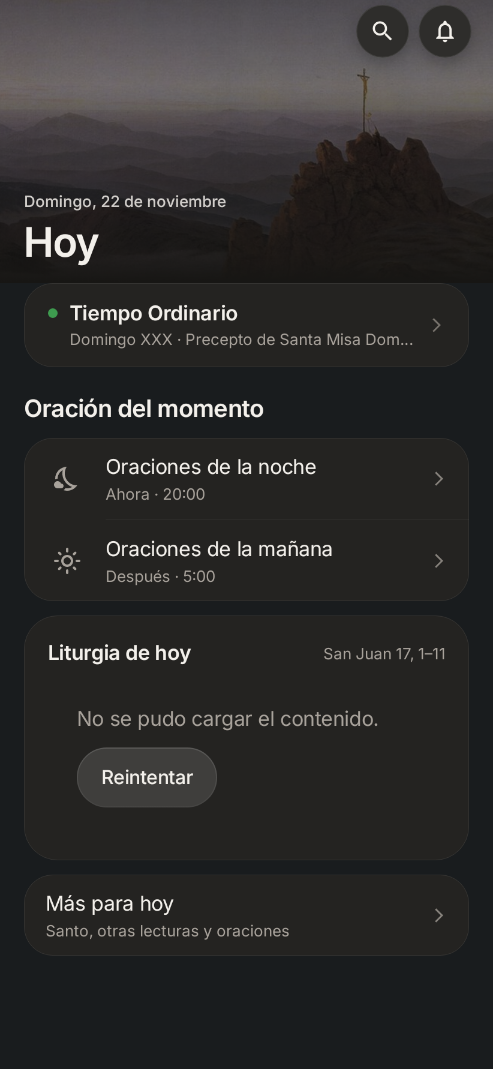 Domingo, 22 de noviembre
Hoy
Tiempo Ordinario
Domingo XXX · Precepto de Santa Misa Dom...
Oración del momento
Oraciones de la noche
Ahora · 20:00
Oraciones de la mañana
Después · 5:00
Liturgia de hoy
San Juan 17, 1–11
No se pudo cargar el contenido.
Reintentar
Más para hoy
Santo, otras lecturas y oraciones